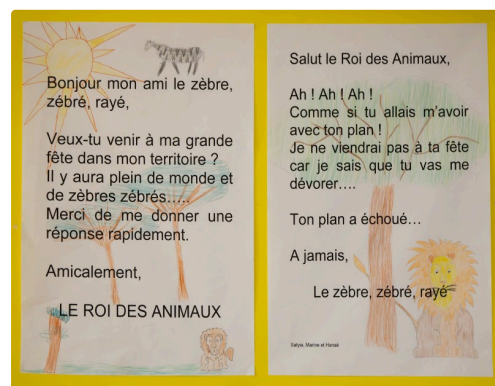 Bonjour mon ami le zèbre,
zébré, rayé,
Veux-tu venir à ma grande
fête dans mon territoire ?
Il y aura plein de monde et
de zèbres zébrés.....
Merci de me donner une
réponse rapidement.
Amicalement,
LE ROI DES ANIMAUX
Salut le Roi des Animaux,
Ah ! Ah ! Ah !
Comme si tu allais m'avoir
avec ton plan !
Je ne viendrai pas à ta fête
car je sais que tu vas me
dévorer....
Ton plan a échoué...
A jamais,
Le zèbre, zébré, rayé
Marine et